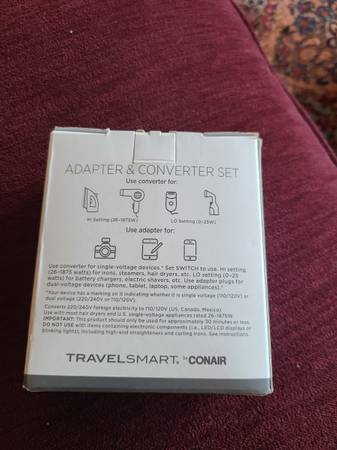 ADAPTER & CONVERTER SET
Use converter for:
HI Setting (26-1875W)
LO Setting (0-25W)
Use adapter for:
Use converter for single-voltage devices.* Set SWITCH to use. HI setting
(26-1875 watts) for irons, steamers, hair dryers, etc. LO setting (0-25
watts) for battery chargers, electric shavers, etc. Use adapter plugs for
dual-voltage devices (phone, tablet, laptop, some appliances).*
*Your device has a marking on it indicating whether it is single voltage (110/120V) or
dual voltage (220/240V or 110/120V).
Converts 220/240V foreign electricity to 110/120V (US, Canada, Mexico)
Use with most hair dryers and U.S. single-voltage appliances rated 26-1875W.
IMPORTANT: This product should only be used for approximately 30 minutes or less.
DO NOT USE with items containing electronic components (i.e., LED/LCD displays or
blinking lights), including high-end straighteners and curling irons. See instructions.
TRAVELSMART. by CONAIR